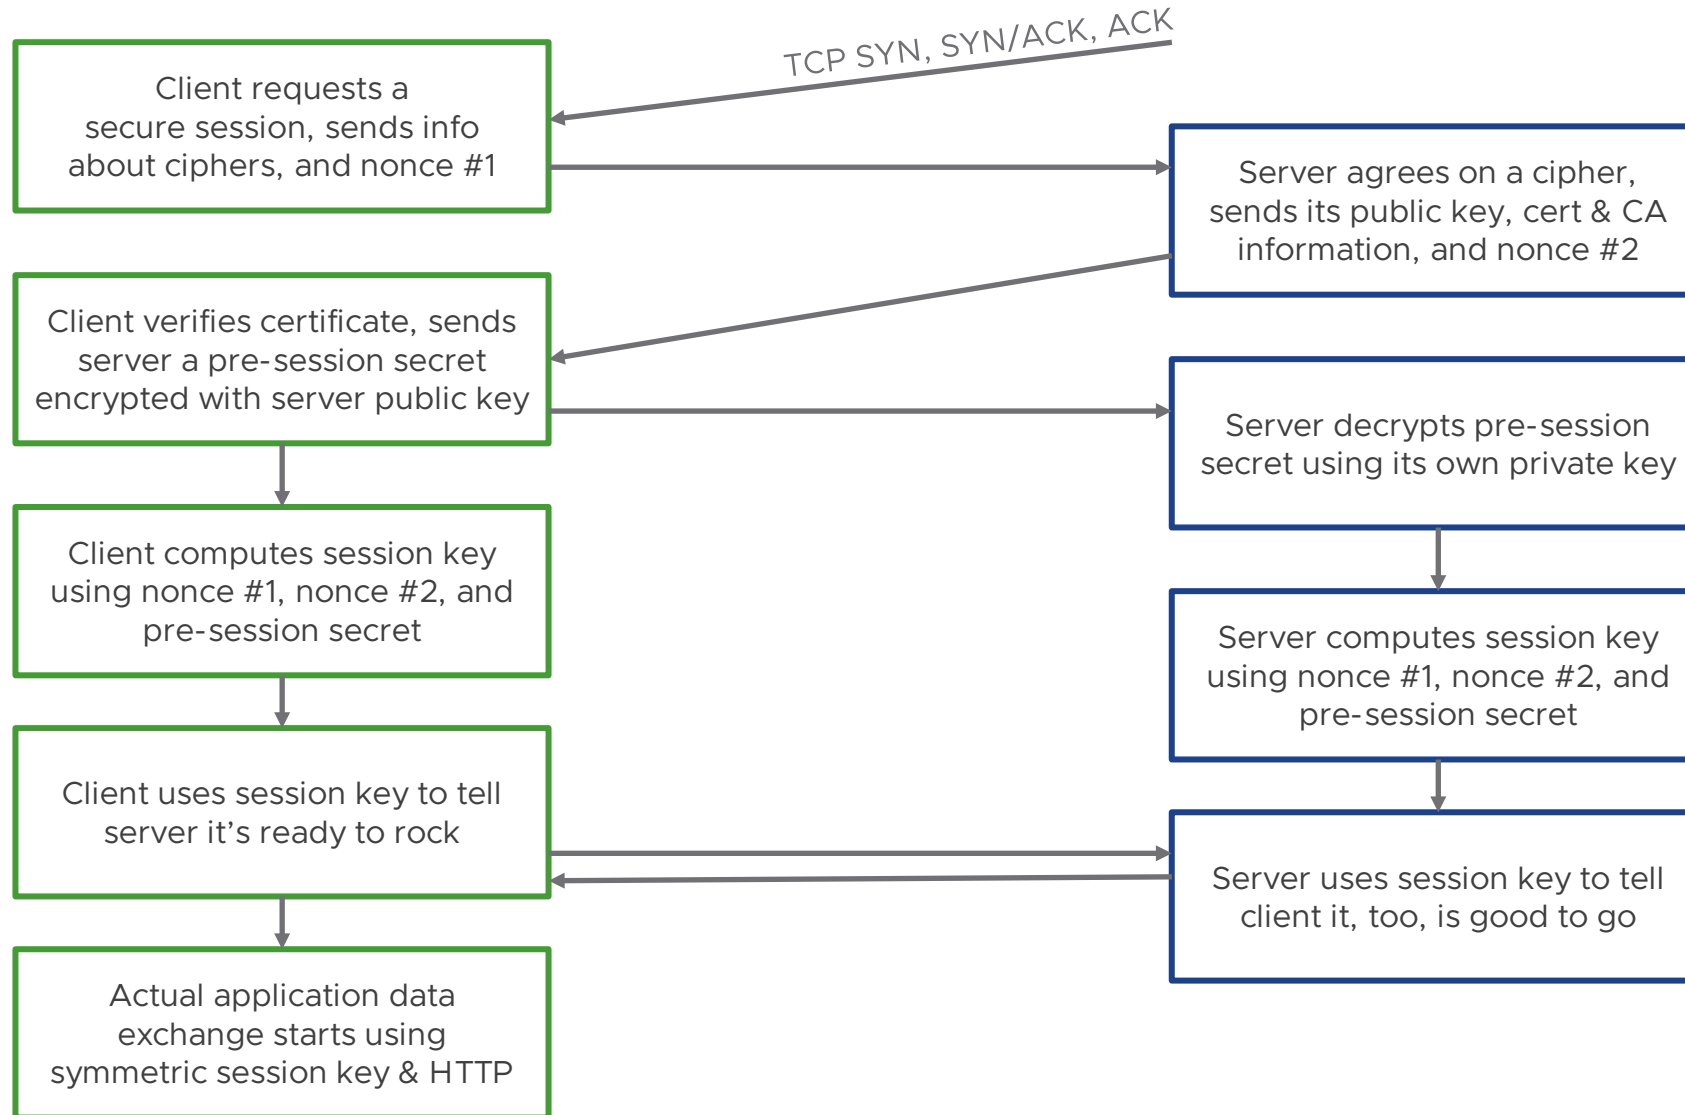 TCP SYN, SYN/ACK, ACK
Client requests a
secure session, sends info
about ciphers, and nonce #1
Server agrees on a cipher,
sends its public key, cert & CA
information, and nonce #2
Client verifies certificate, sends
server a pre-session secret
encrypted with server public key
Server decrypts pre-session
secret using its own private key
Client computes session key
using nonce #1, nonce #2, and
pre-session secret
Server computes session key
using nonce #1, nonce #2, and
pre-session secret
Client uses session key to tell
server it’s ready to rock
Server uses session key to tell
client it, too, is good to go
Actual application data
exchange starts using
symmetric session key & HTTP